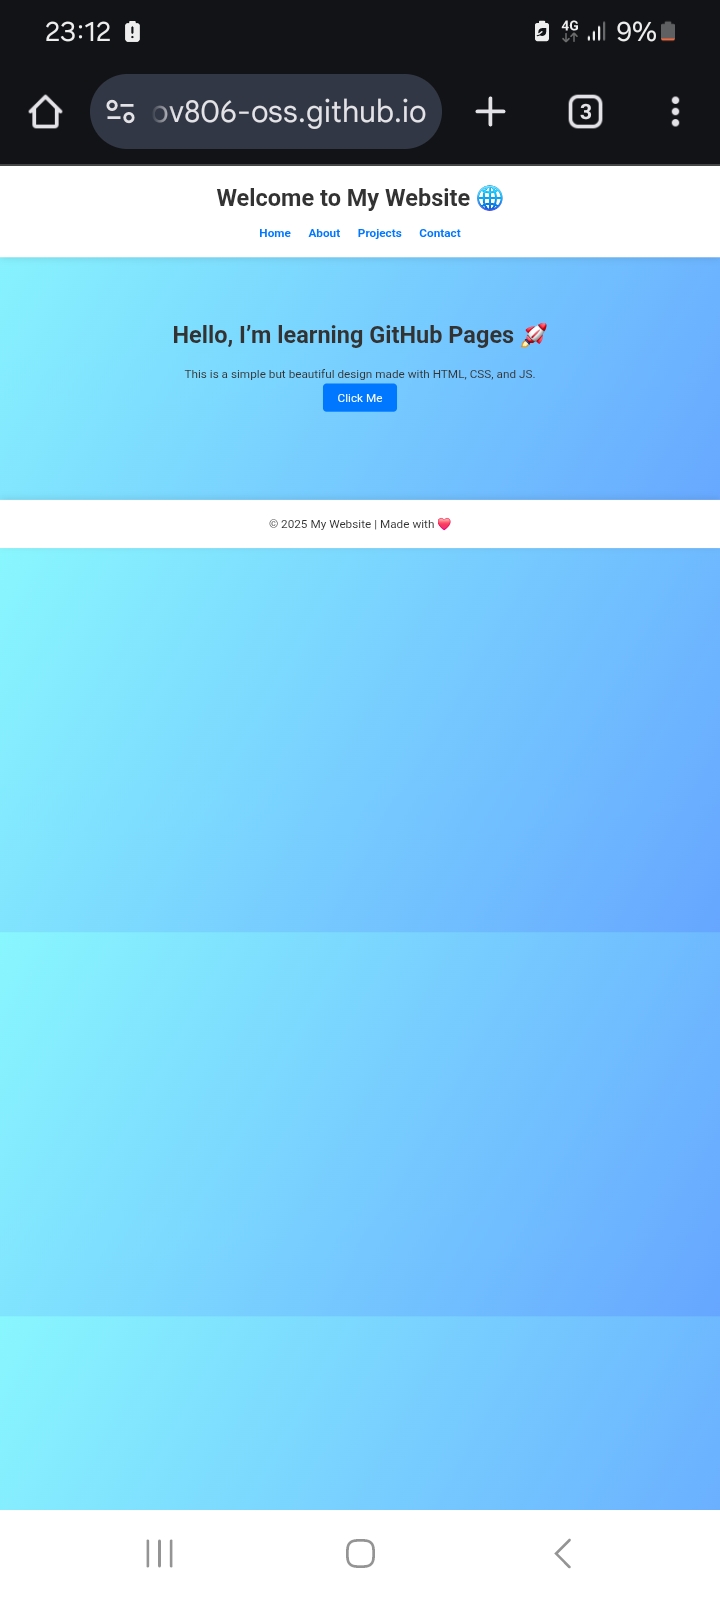 23:12
4G
9%
ov806-oss.github.io
3
Welcome to My Website 🌐
Home About Projects Contact
Hello, I’m learning GitHub Pages 🚀
This is a simple but beautiful design made with HTML, CSS, and JS.
Click Me
© 2025 My Website | Made with ❤️